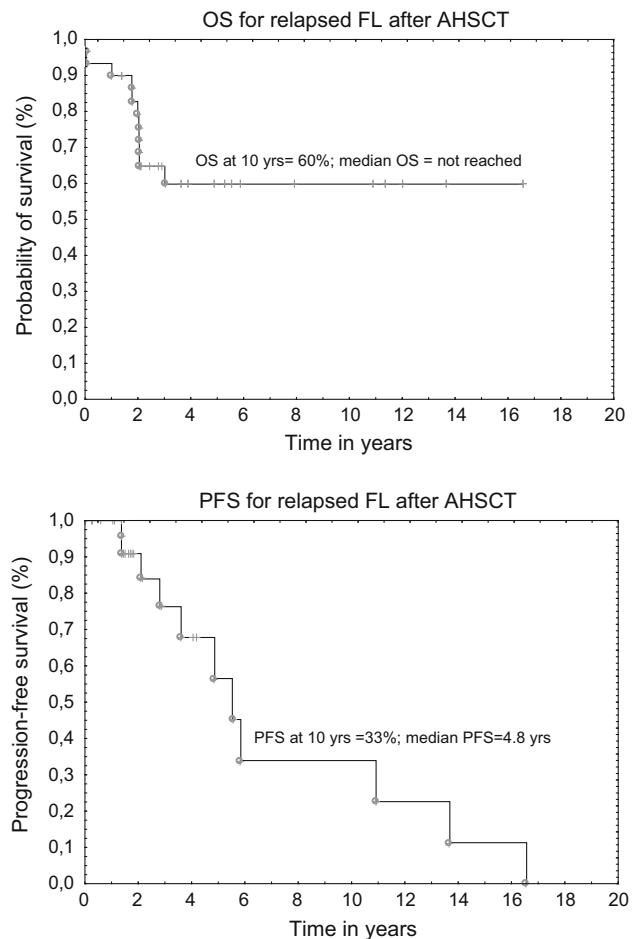 OS for relapsed FL after AHSCT
Probability of survival (%)
1,0
0,9
0,8
0,7
0,6
0,5
0,4
0,3
0,2
0,1
0,0
OS at 10 yrs= 60%; median OS = not reached
0 2 4 6 8 10 12 14 16 18 20
Time in years
PFS for relapsed FL after AHSCT
Progression-free survival (%)
1,0
0,9
0,8
0,7
0,6
0,5
0,4
0,3
0,2
0,1
0,0
PFS at 10 yrs =33%; median PFS=4.8 yrs
0 2 4 6 8 10 12 14 16 18 20
Time in years